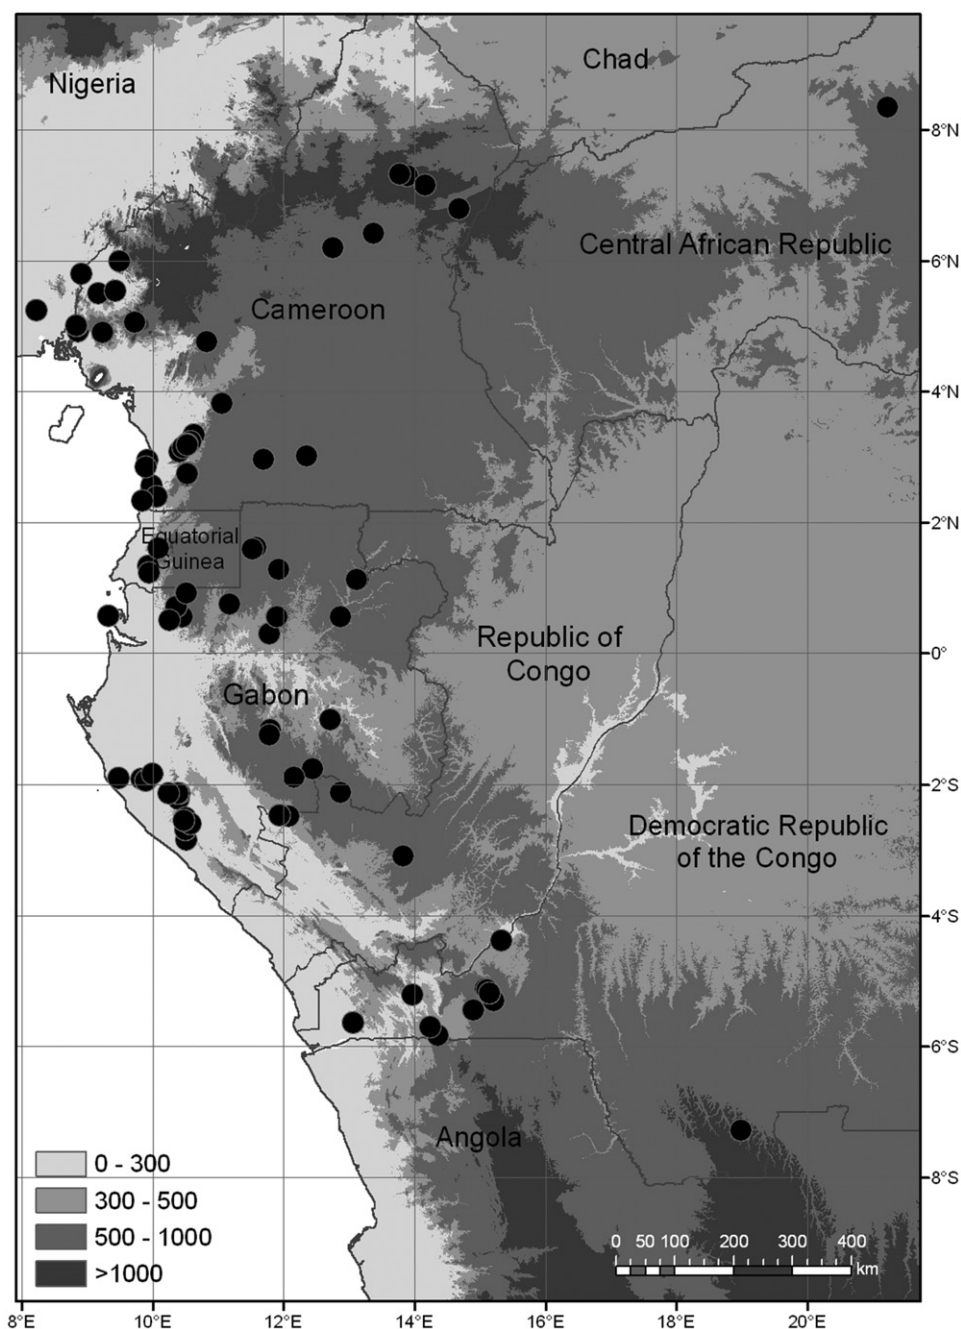 Chad
Nigeria
8°N
Central African Republic
6°N
Cameroon
4°N
2°N
Equatorial
Guinea
Republic of
Congo
0°
Gabon
2°S
Democratic Republic
of the Congo
4°S
6°S
Angola
0 - 300
8°S
300 - 500
500 - 1000
>1000
0 50 100 200 300 400
km
8°E 10°E 12°E 14°E 16°E 18°E 20°E